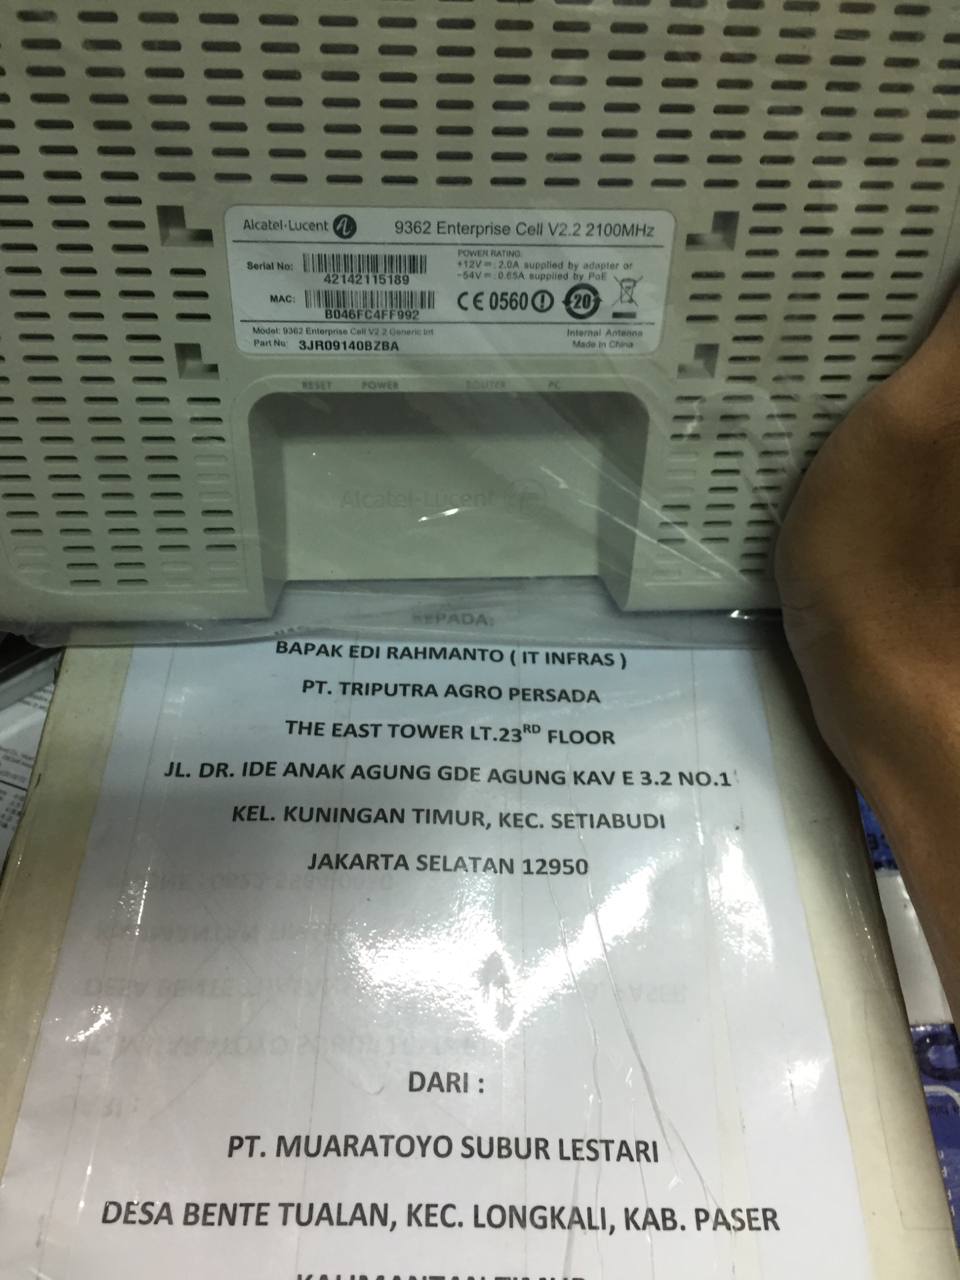 Alcatel·Lucent 9362 Enterprise Cell V2.2 2100MHz
Serial No: 42142115189
MAC: B046FC4FF992
POWER RATING:
+12V⎓: 2.0A supplied by adapter or
-54V⎓: 0.65A supplied by PoE
CE 0560 20
Model: 9362 Enterprise Cell V2.2 Generic Int
Part No: 3JR09140BZBA
Internal Antenna
Made in China
RESET POWER ROUTER PC
Alcatel·Lucent
KEPADA:
BAPAK EDI RAHMANTO ( IT INFRAS )
PT. TRIPUTRA AGRO PERSADA
THE EAST TOWER LT.23RD FLOOR
JL. DR. IDE ANAK AGUNG GDE AGUNG KAV E 3.2 NO.1
KEL. KUNINGAN TIMUR, KEC. SETIABUDI
JAKARTA SELATAN 12950
DARI :
PT. MUARATOYO SUBUR LESTARI
DESA BENTE TUALAN, KEC. LONGKALI, KAB. PASER
KALIMANTAN TIMUR